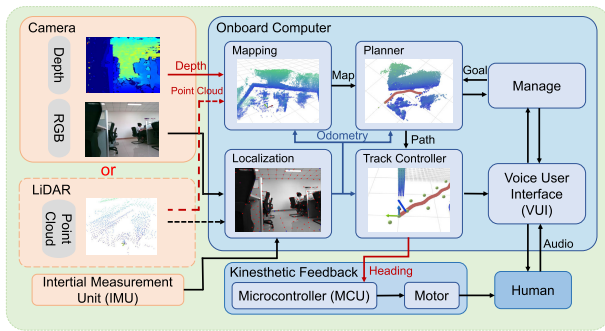 Camera
Depth
RGB
or
LiDAR
Point
Cloud
Intertial Measurement
Unit (IMU)
Depth
Point Cloud
Onboard Computer
Mapping
Map
Planner
Goal
Manage
Odometry
Path
Localization
Track Controller
Voice User
Interface
(VUI)
Audio
Kinesthetic Feedback
Heading
Microcontroller (MCU)
Motor
Human